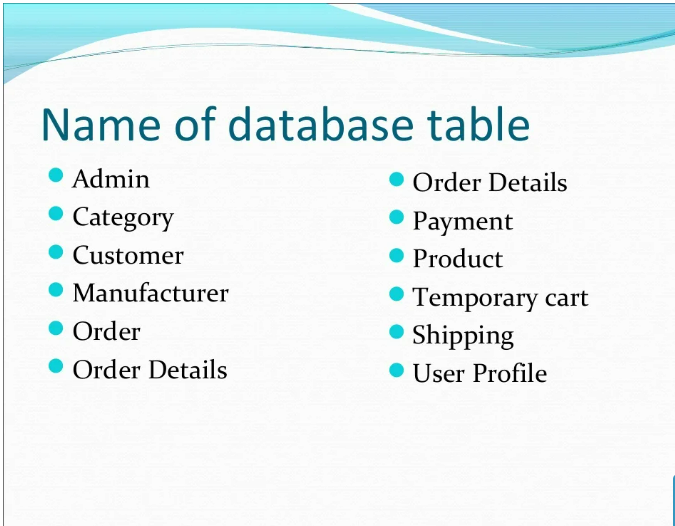 Name of database table
Admin
Category
Customer
Manufacturer
Order
Order Details
Order Details
Payment
Product
Temporary cart
Shipping
User Profile